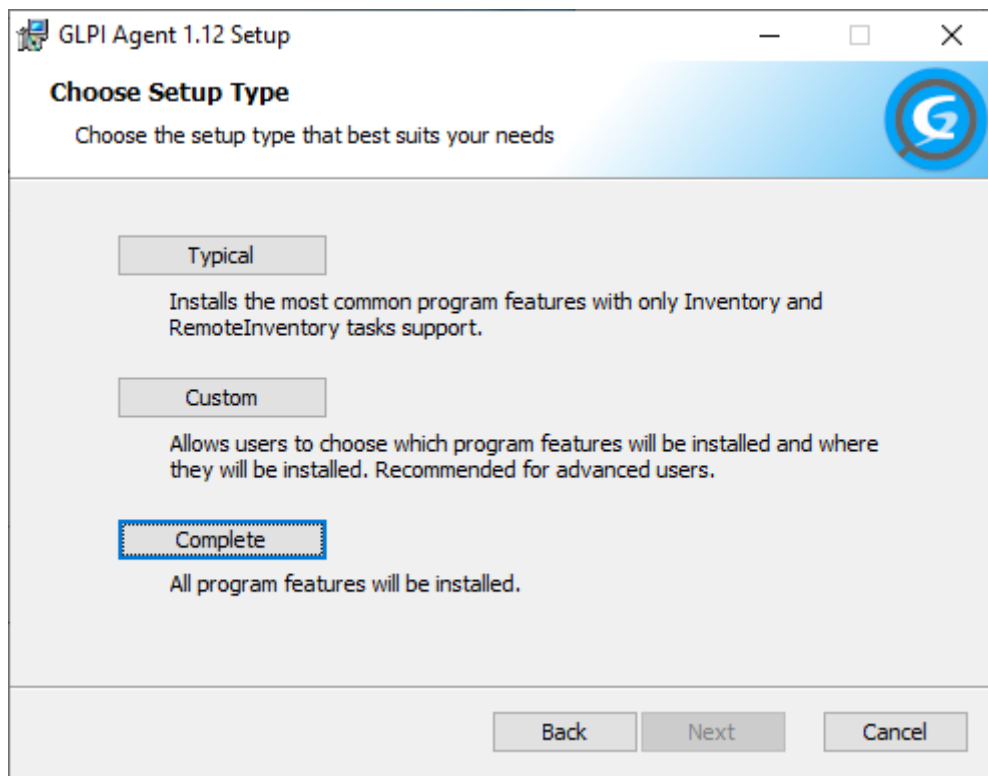 GLPI Agent 1.12 Setup
Choose Setup Type
Choose the setup type that best suits your needs
Typical
Installs the most common program features with only Inventory and
RemoteInventory tasks support.
Custom
Allows users to choose which program features will be installed and where
they will be installed. Recommended for advanced users.
Complete
All program features will be installed.
Back Next Cancel